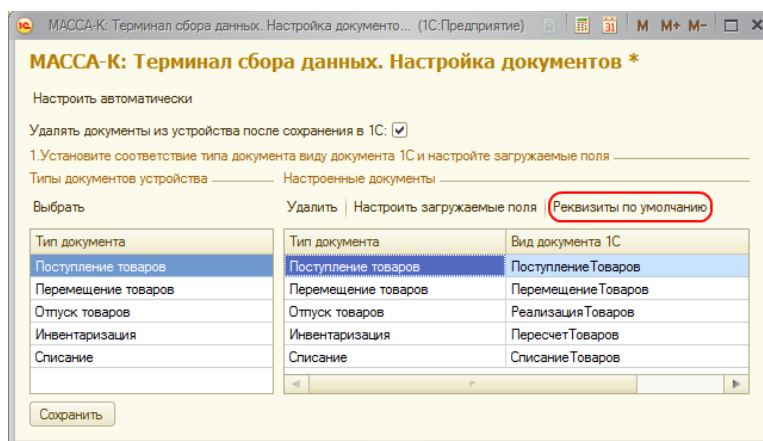 МАССА-К: Терминал сбора данных. Настройка документо... (1С:Предприятие) M M+ M-
МАССА-К: Терминал сбора данных. Настройка документов *
Настроить автоматически
Удалять документы из устройства после сохранения в 1С:
1.Установите соответствие типа документа виду документа 1С и настройте загружаемые поля
Типы документов устройства Настроенные документы
Выбрать Удалить Настроить загружаемые поля Реквизиты по умолчанию
Тип документа Тип документа Вид документа 1С
Поступление товаров Поступление товаров ПоступлениеТоваров
Перемещение товаров Перемещение товаров ПеремещениеТоваров
Отпуск товаров Отпуск товаров РеализацияТоваров
Инвентаризация Инвентаризация ПересчетТоваров
Списание Списание СписаниеТоваров
Сохранить